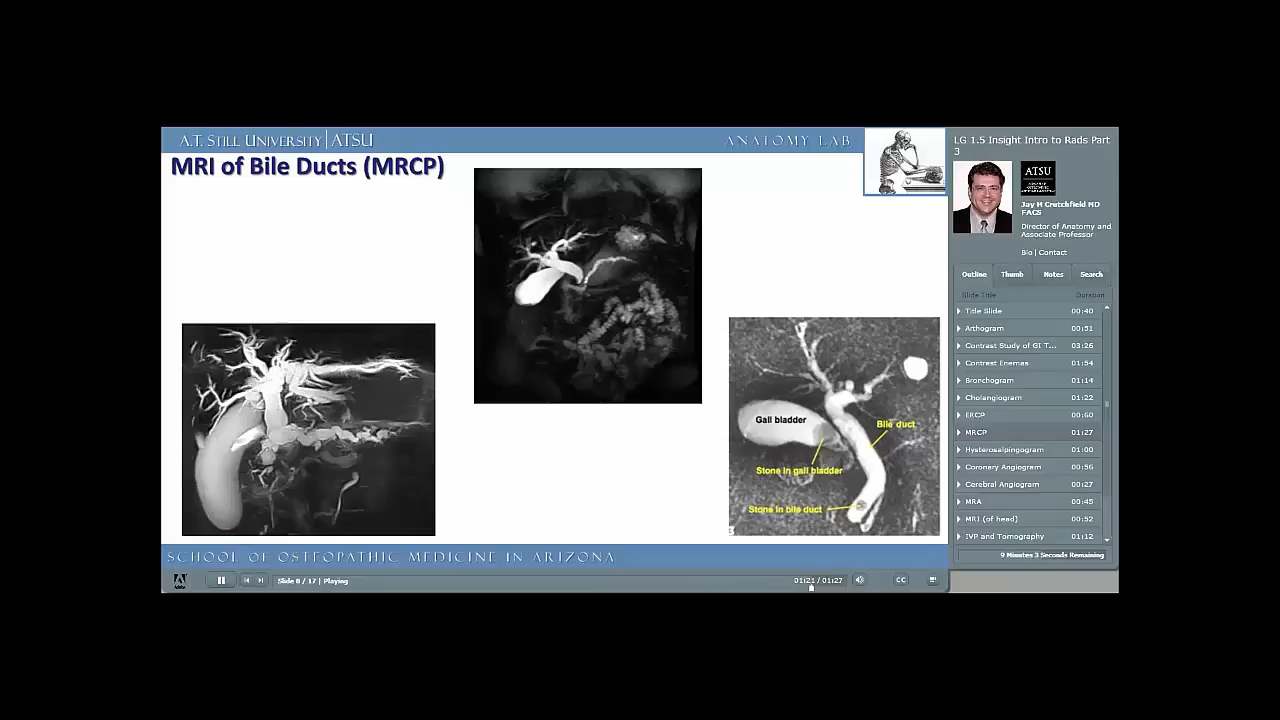 A.T. STILL UNIVERSITY | ATSU
ANATOMY LAB
MRI of Bile Ducts (MRCP)
Gall bladder
Bile duct
Stone in gall bladder
Stone in bile duct
3
SCHOOL OF OSTEOPATHIC MEDICINE IN ARIZONA
Slide 8 / 17 | Playing
01:21 / 01:27
CC
LG 1.5 Insight Intro to Rads Part
3
ATSU
Jay M Crutchfield MD
FACS
Director of Anatomy and
Associate Professor
Bio | Contact
Outline Thumb Notes Search
Slide Title Duration
Title Slide 00:40
Arthogram 00:51
Contrast Study of GI T... 03:26
Contrast Enemas 01:54
Bronchogram 01:14
Cholangiogram 01:22
ERCP 00:60
MRCP 01:27
Hysterosalpingogram 01:00
Coronary Angiogram 00:56
Cerebral Angiogram 00:27
MRA 00:45
MRI (of head) 00:52
IVP and Tomography 01:12
9 Minutes 3 Seconds Remaining